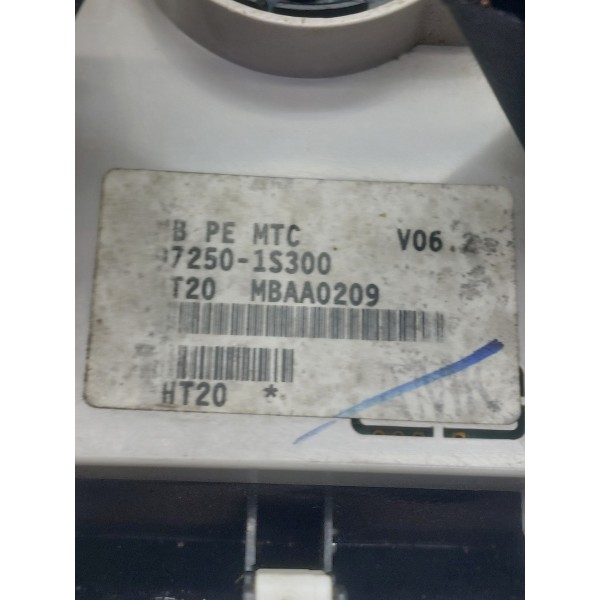 B PE MTC V06.2
7250-1S300
T20 MBAA0209
HT20 *